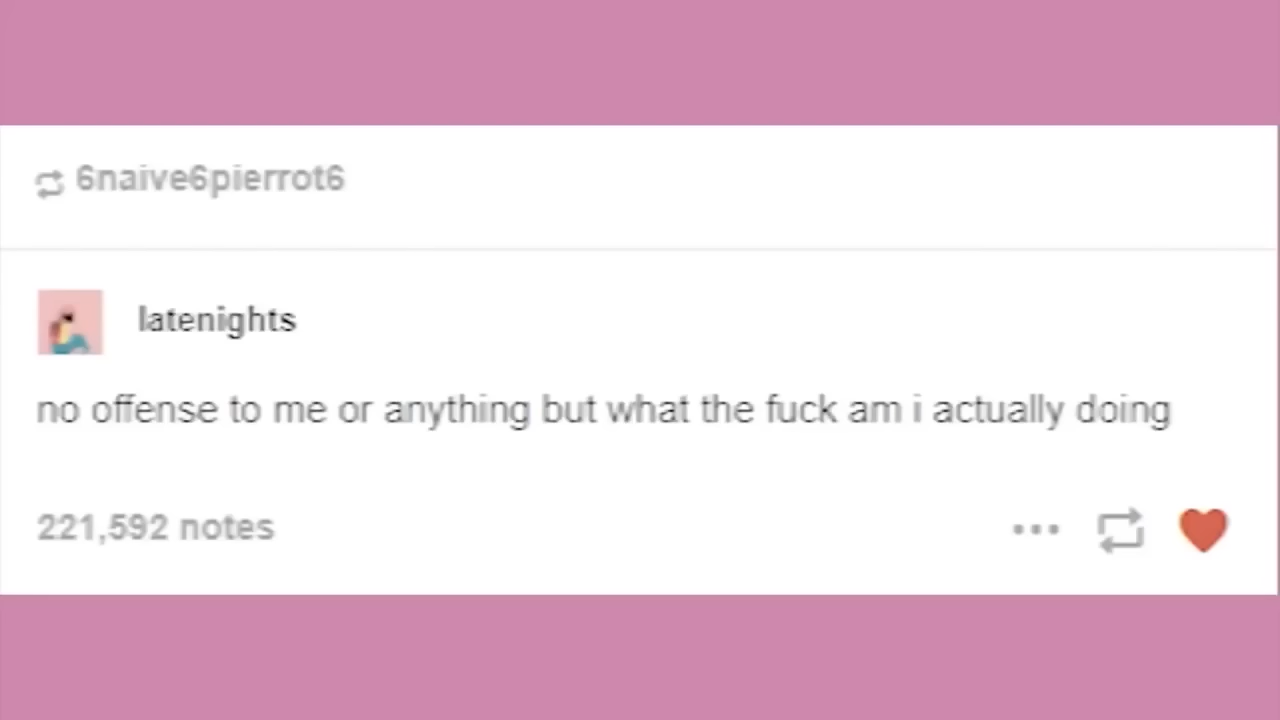 6naive6pierrot6
latenights
no offense to me or anything but what the fuck am i actually doing
221,592 notes